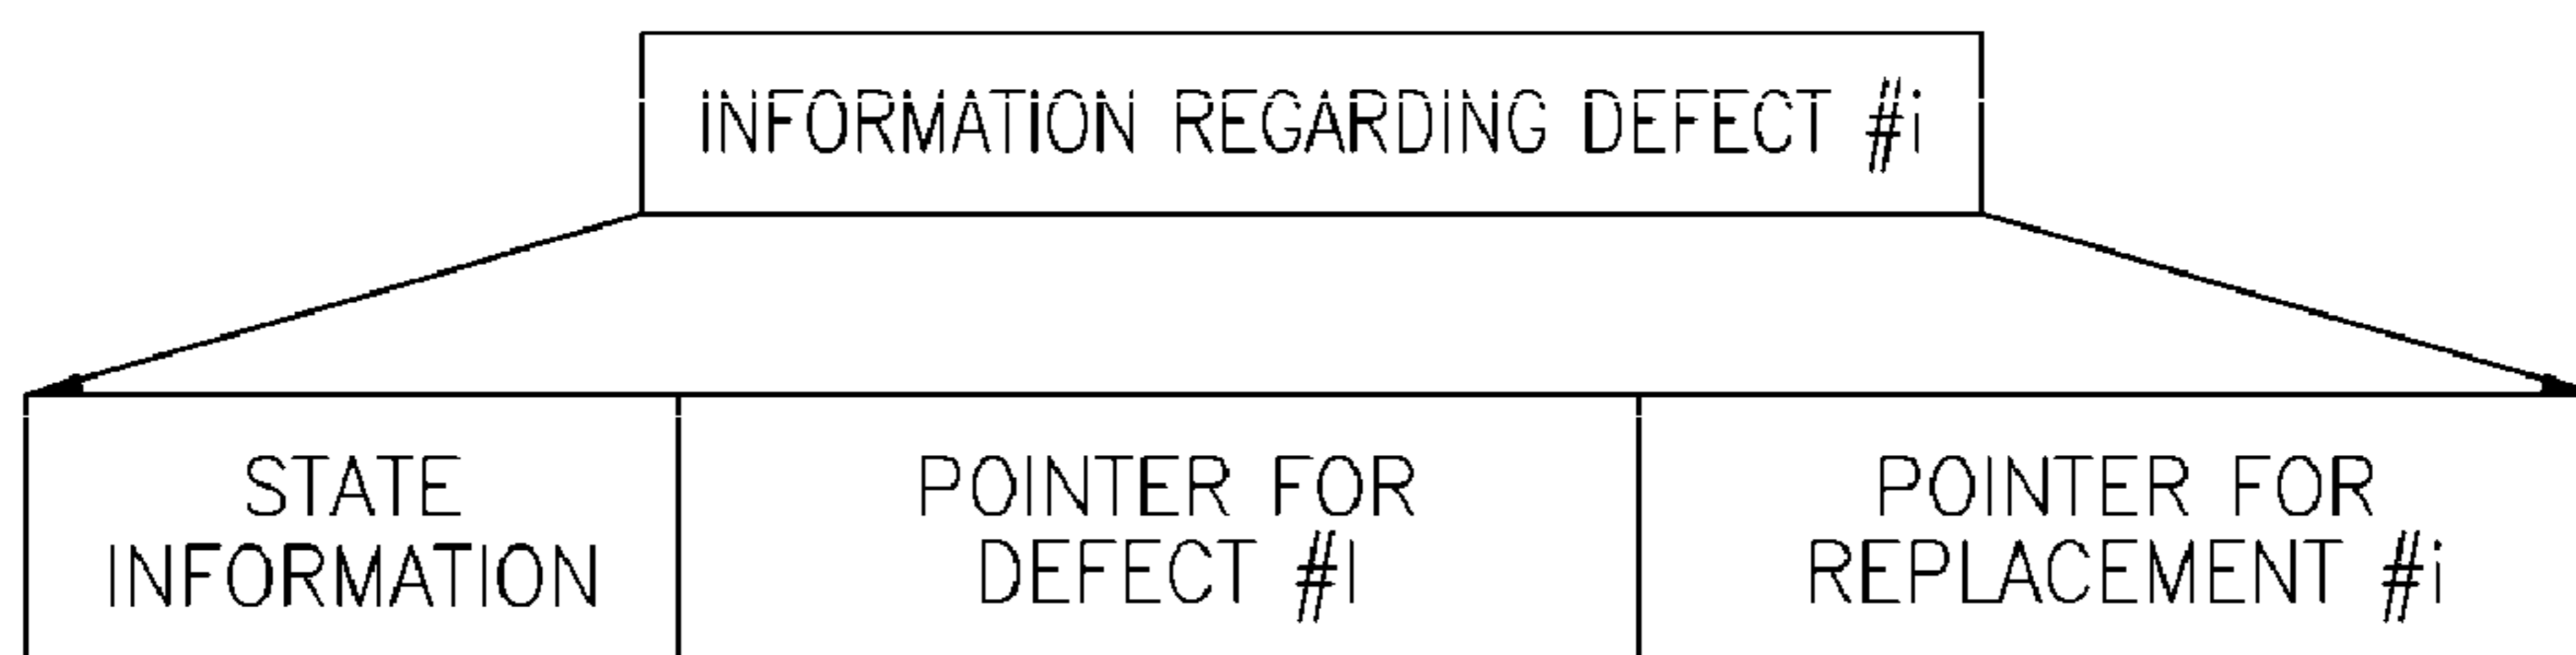 INFORMATION REGARDING DEFECT #i
STATE
INFORMATION
POINTER FOR
DEFECT #I
POINTER FOR
REPLACEMENT #i